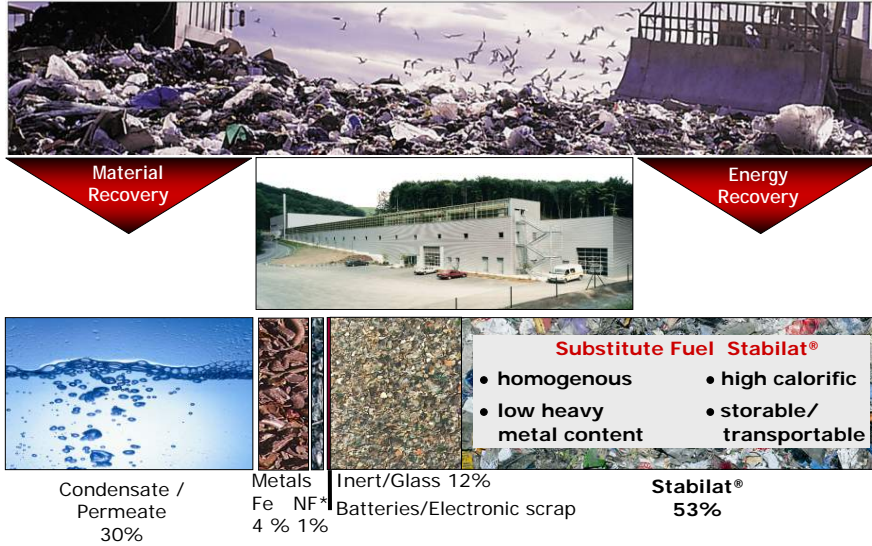 Material
Recovery
Energy
Recovery
Substitute Fuel Stabilat®
• homogenous
• high calorific
• low heavy
metal content
• storable/
transportable
Condensate /
Permeate
30%
Metals
Fe NF*
4 % 1%
Inert/Glass 12%
Batteries/Electronic scrap
Stabilat®
53%